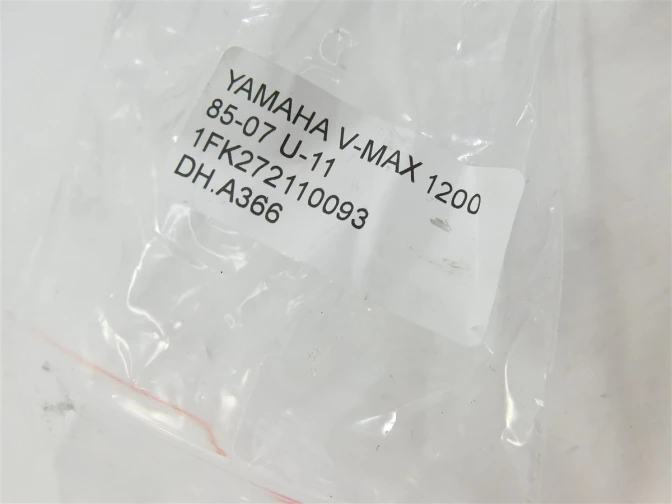 YAMAHA V-MAX 1200
85-07 U-11
1FK272110093
DH.A366